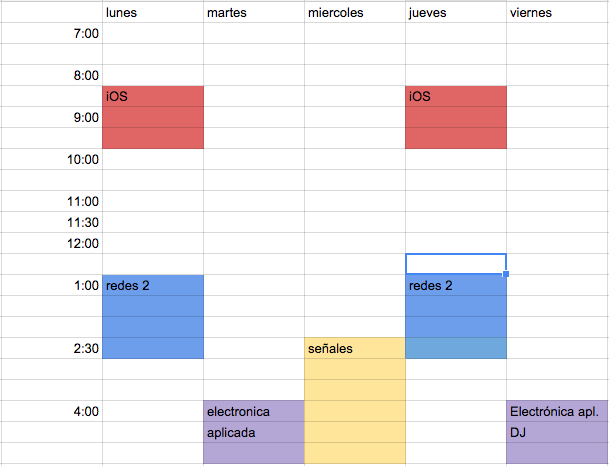 lunes martes miercoles jueves viernes
7:00
8:00
iOS iOS
9:00
10:00
11:00
11:30
12:00
1:00 redes 2 redes 2
2:30 señales
4:00 electronica Electrónica apl.
aplicada DJ